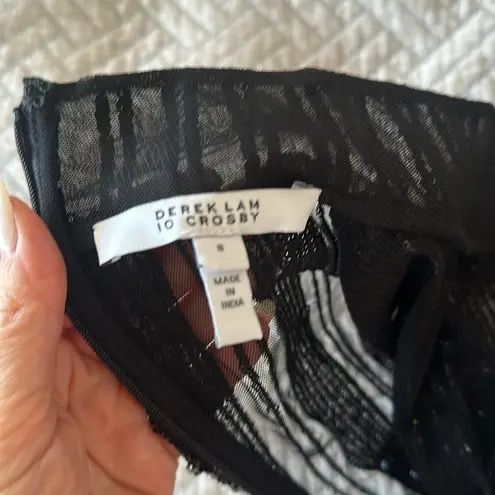 DEREK LAM
10 CROSBY
8
MADE
IN
INDIA